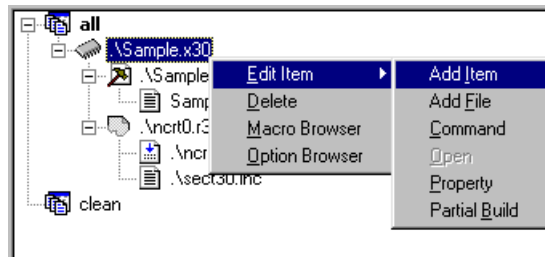 all
.\Sample.x30
.\Sample
Samp
.\ncrt0.r3
.\ncr
.\sect30.inc
clean
Edit Item
Delete
Macro Browser
Option Browser
Add Item
Add File
Command
Open
Property
Partial Build